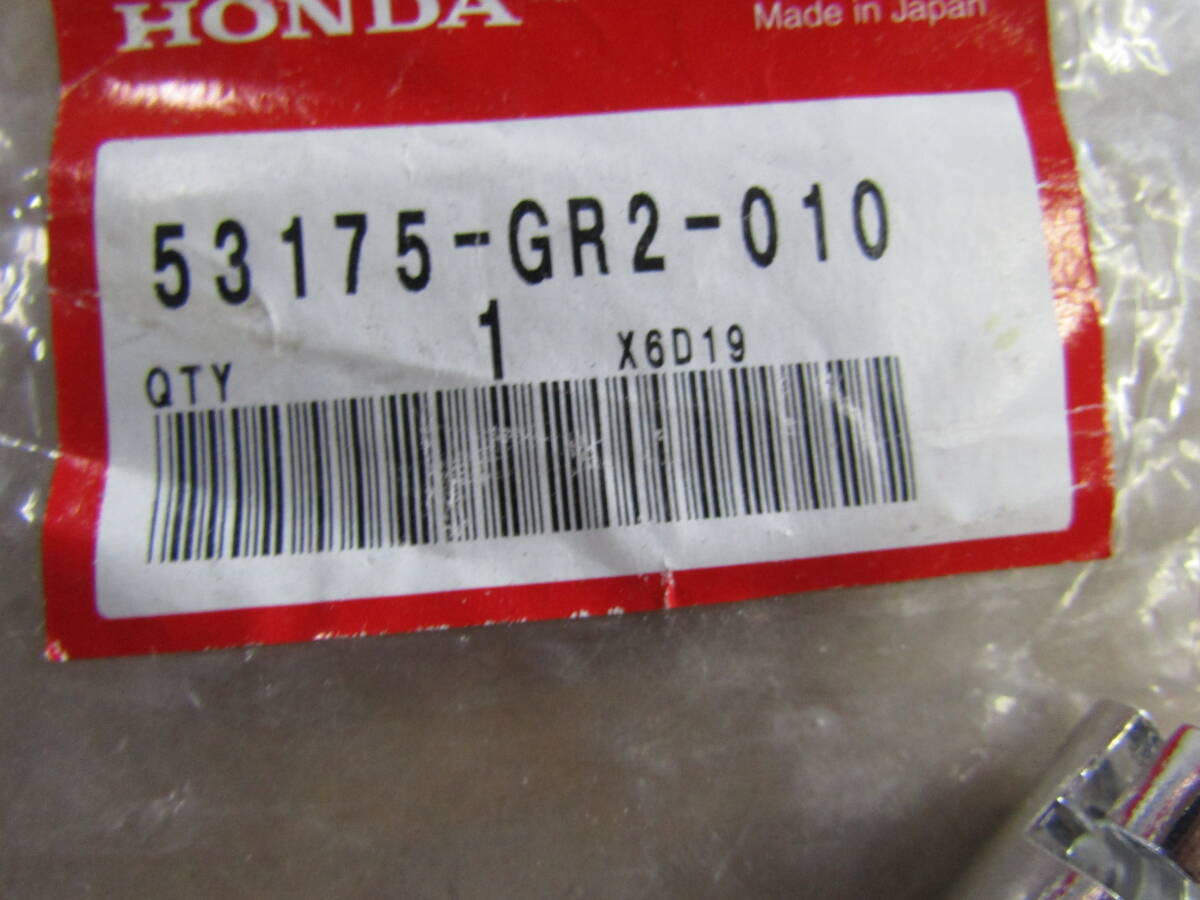 HONDA
Made in Japan
53175-GR2-010
QTY 1 X6D19